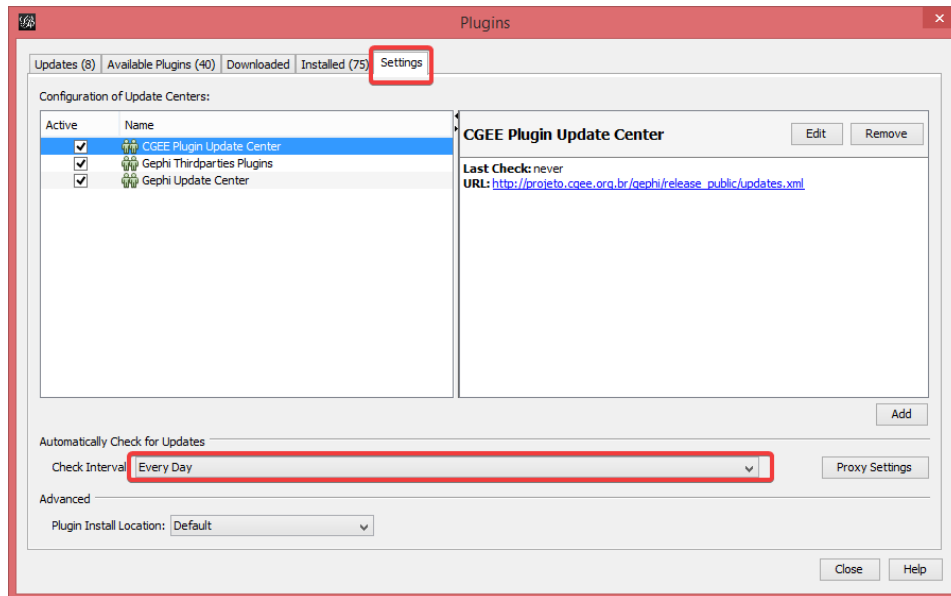 Plugins
Updates (8) Available Plugins (40) Downloaded Installed (75) Settings
Configuration of Update Centers:
Active Name
CGEE Plugin Update Center
Gephi Thirdparties Plugins
Gephi Update Center
CGEE Plugin Update Center Edit Remove
Last Check: never
URL: http://projeto.cgee.org.br/gephi/release_public/updates.xml
Add
Automatically Check for Updates
Check Interval Every Day Proxy Settings
Advanced
Plugin Install Location: Default
Close Help